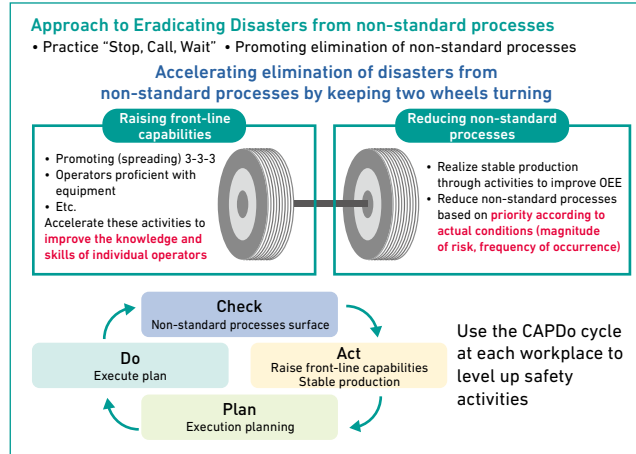 Approach to Eradicating Disasters from non-standard processes
• Practice “Stop, Call, Wait” • Promoting elimination of non-standard processes
Accelerating elimination of disasters from
non-standard processes by keeping two wheels turning
Raising front-line
capabilities
• Promoting (spreading) 3-3-3
• Operators proficient with
equipment
• Etc.
Accelerate these activities to
improve the knowledge and
skills of individual operators
Reducing non-standard
processes
• Realize stable production
through activities to improve OEE
• Reduce non-standard processes
based on priority according to
actual conditions (magnitude
of risk, frequency of occurrence)
Check
Non-standard processes surface
Do
Execute plan
Act
Raise front-line capabilities
Stable production
Plan
Execution planning
Use the CAPDo cycle
at each workplace to
level up safety
activities